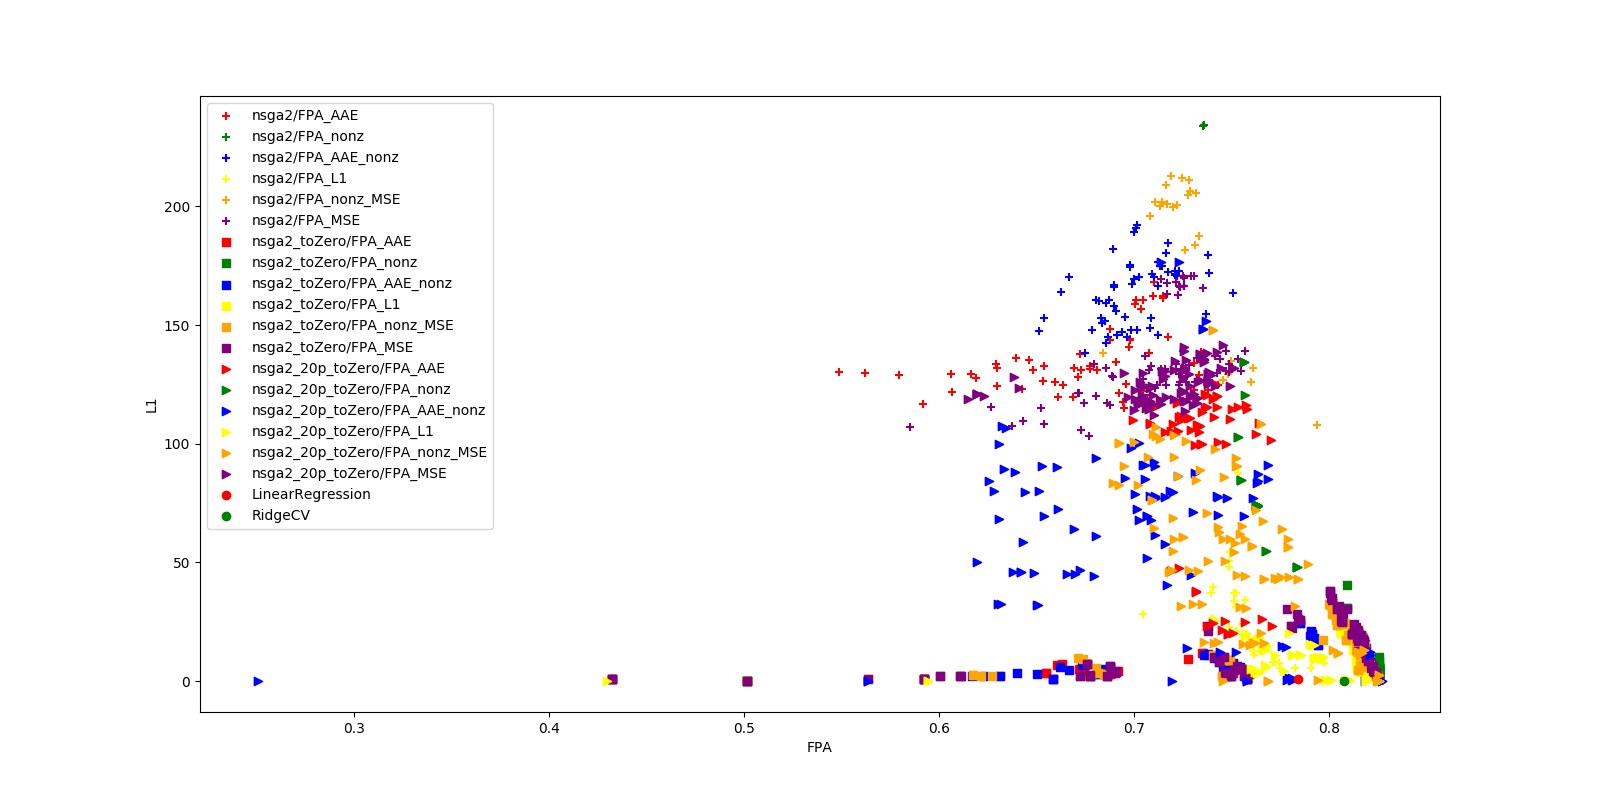 nsga2/FPA_AAE
nsga2/FPA_nonz
nsga2/FPA_AAE_nonz
nsga2/FPA_L1
nsga2/FPA_nonz_MSE
nsga2/FPA_MSE
nsga2_toZero/FPA_AAE
nsga2_toZero/FPA_nonz
nsga2_toZero/FPA_AAE_nonz
nsga2_toZero/FPA_L1
nsga2_toZero/FPA_nonz_MSE
nsga2_toZero/FPA_MSE
nsga2_20p_toZero/FPA_AAE
nsga2_20p_toZero/FPA_nonz
nsga2_20p_toZero/FPA_AAE_nonz
nsga2_20p_toZero/FPA_L1
nsga2_20p_toZero/FPA_nonz_MSE
nsga2_20p_toZero/FPA_MSE
LinearRegression
RidgeCV
200
150
100
50
0
L1
0.3 0.4 0.5 0.6 0.7 0.8
FPA